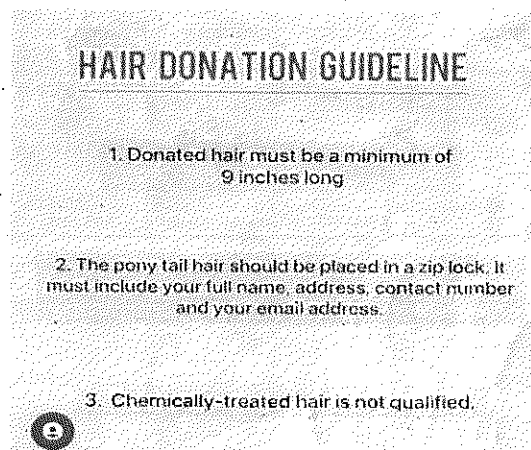 HAIR DONATION GUIDELINE
1. Donated hair must be a minimum of
9 inches long
2. The pony tail hair should be placed in a zip lock. It
must include your full name, address, contact number
and your email address.
3. Chemically-treated hair is not qualified.